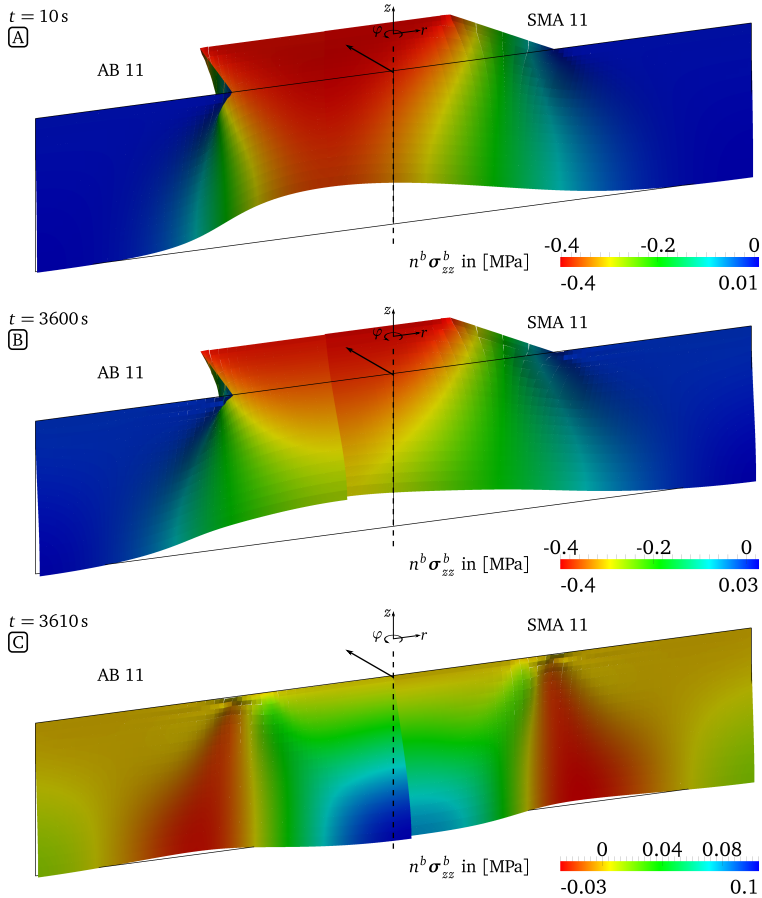 t = 10 s
A
AB 11
SMA 11
z
φ
r
n^b σ^b_zz in [MPa]
-0.4 -0.2 0
-0.4 0.01
t = 3600 s
B
AB 11
SMA 11
z
φ
r
n^b σ^b_zz in [MPa]
-0.4 -0.2 0
-0.4 0.03
t = 3610 s
C
AB 11
SMA 11
z
φ
r
n^b σ^b_zz in [MPa]
0 0.04 0.08
-0.03 0.1